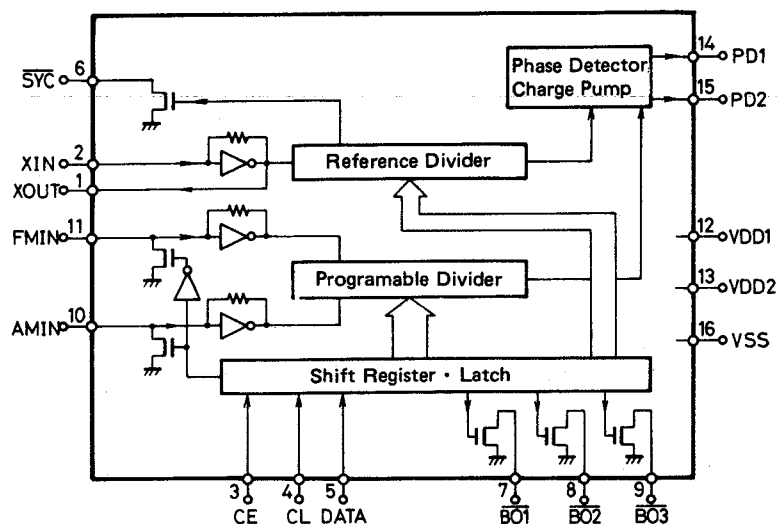 6
SYC
2
XIN
1
XOUT
11
FMIN
10
AMIN
Phase Detector
Charge Pump
Reference Divider
Programable Divider
Shift Register · Latch
14
PD1
15
PD2
12
VDD1
13
VDD2
16
VSS
3
CE
4
CL
5
DATA
7
BO1
8
BO2
9
BO3